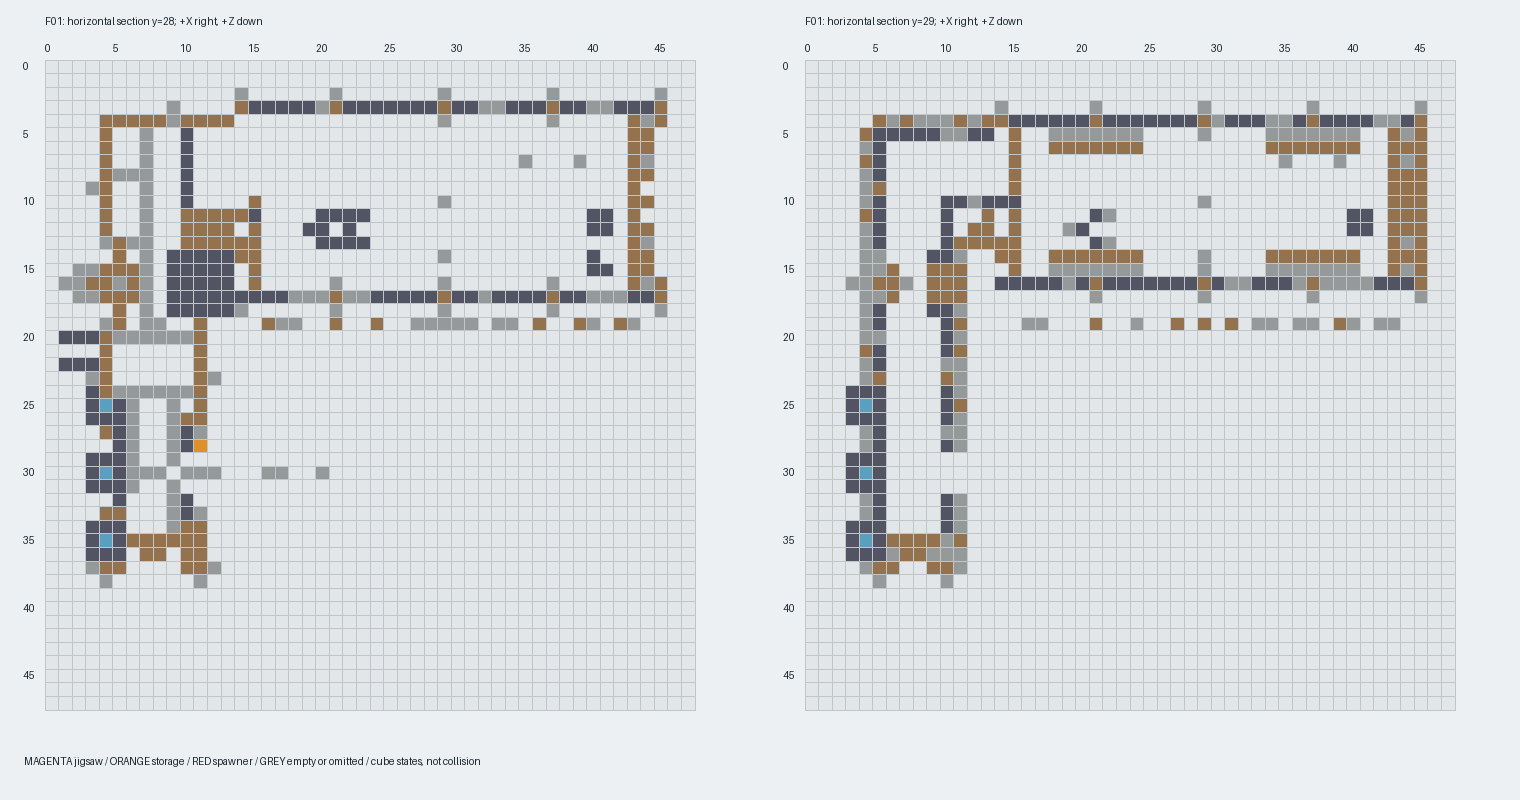 F01: horizontal section y=28; +X right, +Z down
F01: horizontal section y=29; +X right, +Z down
0 5 10 15 20 25 30 35 40 45
0 5 10 15 20 25 30 35 40 45
0 0
5 5
10 10
15 15
20 20
25 25
30 30
35 35
40 40
45 45
MAGENTA jigsaw / ORANGE storage / RED spawner / GREY empty or omitted / cube states, not collision